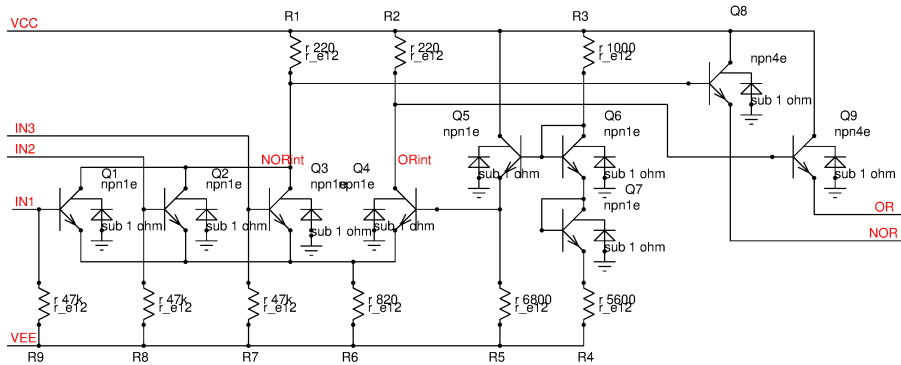 Q8
R1 R2 R3
VCC
r 220 r 220 r 1000
r_e12 r_e12 r_e12
npn4e
sub 1 ohm
Q5 Q6 Q9
npn1e npn1e npn4e
IN3
IN2
NORint ORint
Q1 Q2 Q3 Q4
npn1e npn1e npn1e npn1e
sub 1 ohm sub 1 ohm sub 1 ohm
Q7
npn1e
IN1
sub 1 ohm sub 1 ohm sub 1 ohm sub 1 ohm
OR
NOR
sub 1 ohm
r 47k r 47k r 47k r 820 r 6800 r 5600
r_e12 r_e12 r_e12 r_e12 r_e12 r_e12
VEE
R9 R8 R7 R6 R5 R4